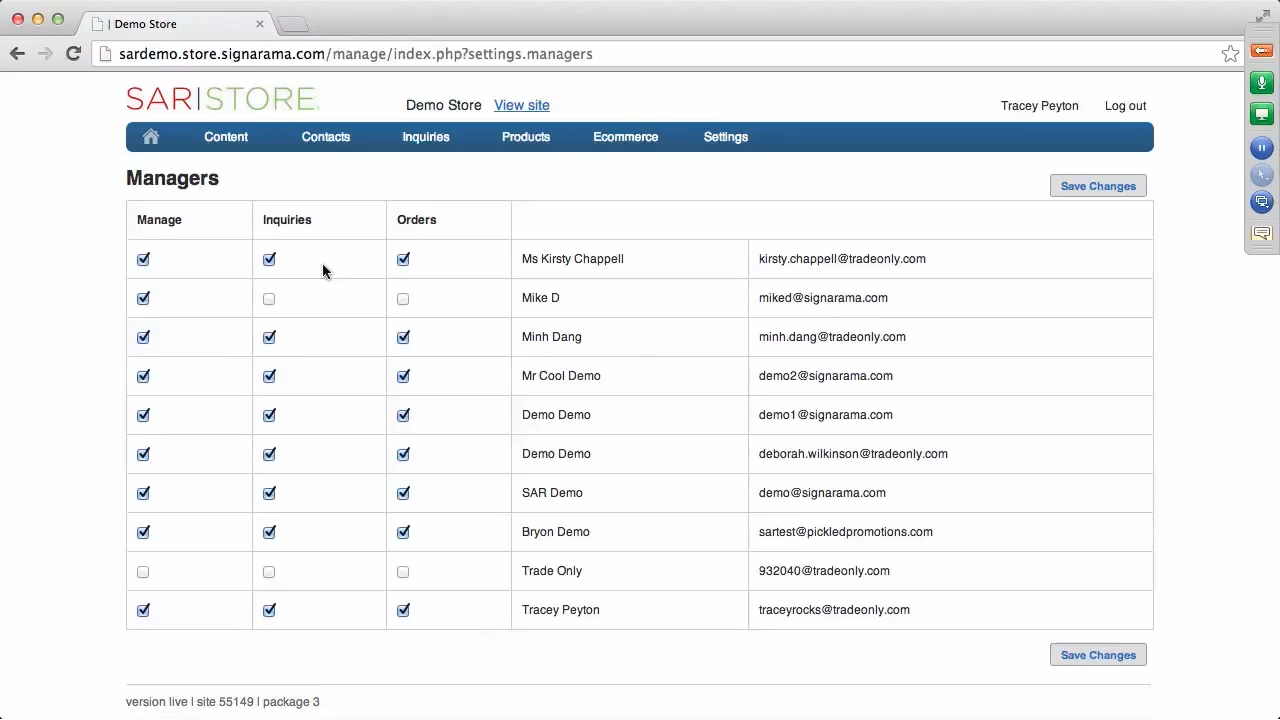 | Demo Store
sardemo.store.signarama.com/manage/index.php?settings.managers
SAR|STORE
Demo Store View site
Tracey Peyton Log out
Content Contacts Inquiries Products Ecommerce Settings
Managers
Save Changes
Manage Inquiries Orders
Ms Kirsty Chappell kirsty.chappell@tradeonly.com
Mike D miked@signarama.com
Minh Dang minh.dang@tradeonly.com
Mr Cool Demo demo2@signarama.com
Demo Demo demo1@signarama.com
Demo Demo deborah.wilkinson@tradeonly.com
SAR Demo demo@signarama.com
Bryon Demo sartest@pickledpromotions.com
Trade Only 932040@tradeonly.com
Tracey Peyton traceyrocks@tradeonly.com
Save Changes
version live | site 55149 | package 3